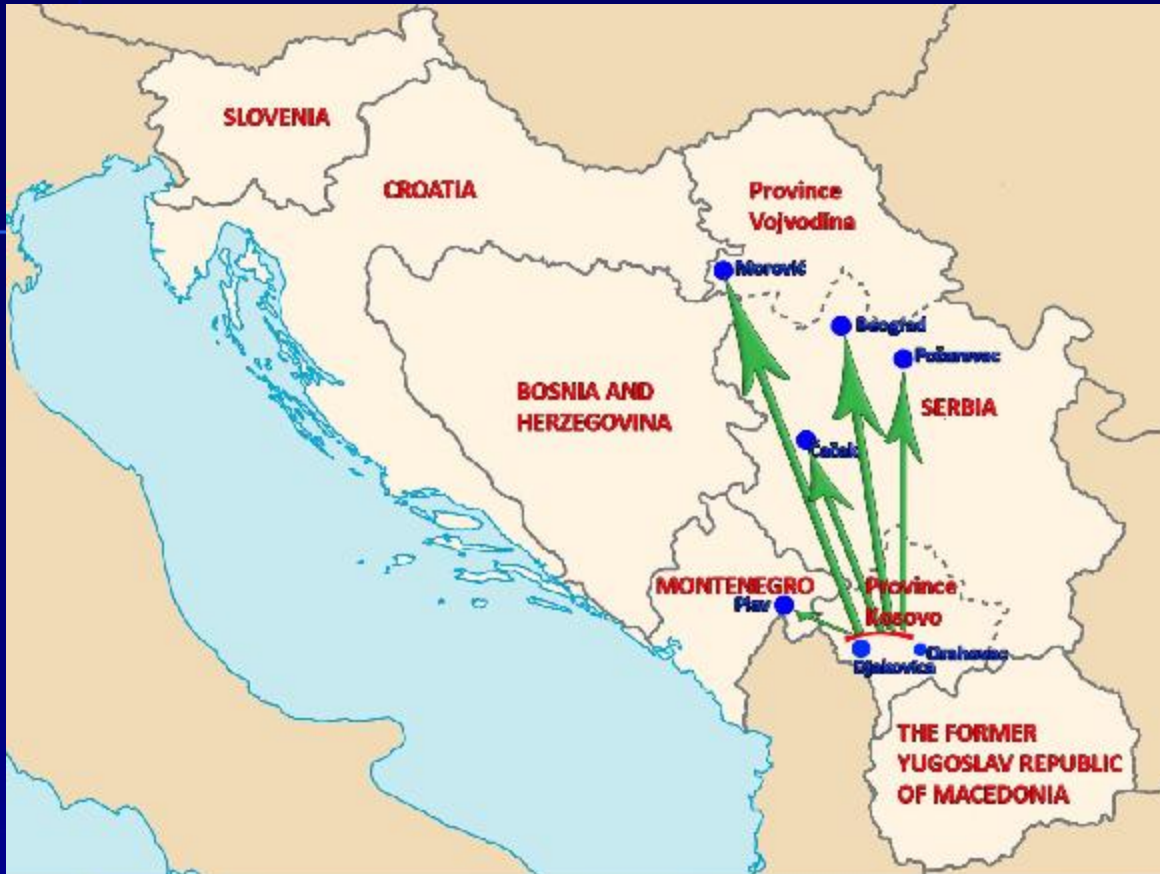 SLOVENIA
CROATIA
Province
Vojvodina
Morović
Beograd
Požarevac
BOSNIA AND
HERZEGOVINA
SERBIA
Čačak
MONTENEGRO
Province
Plav
Kosovo
Orahovac
Djakovica
THE FORMER
YUGOSLAV REPUBLIC
OF MACEDONIA